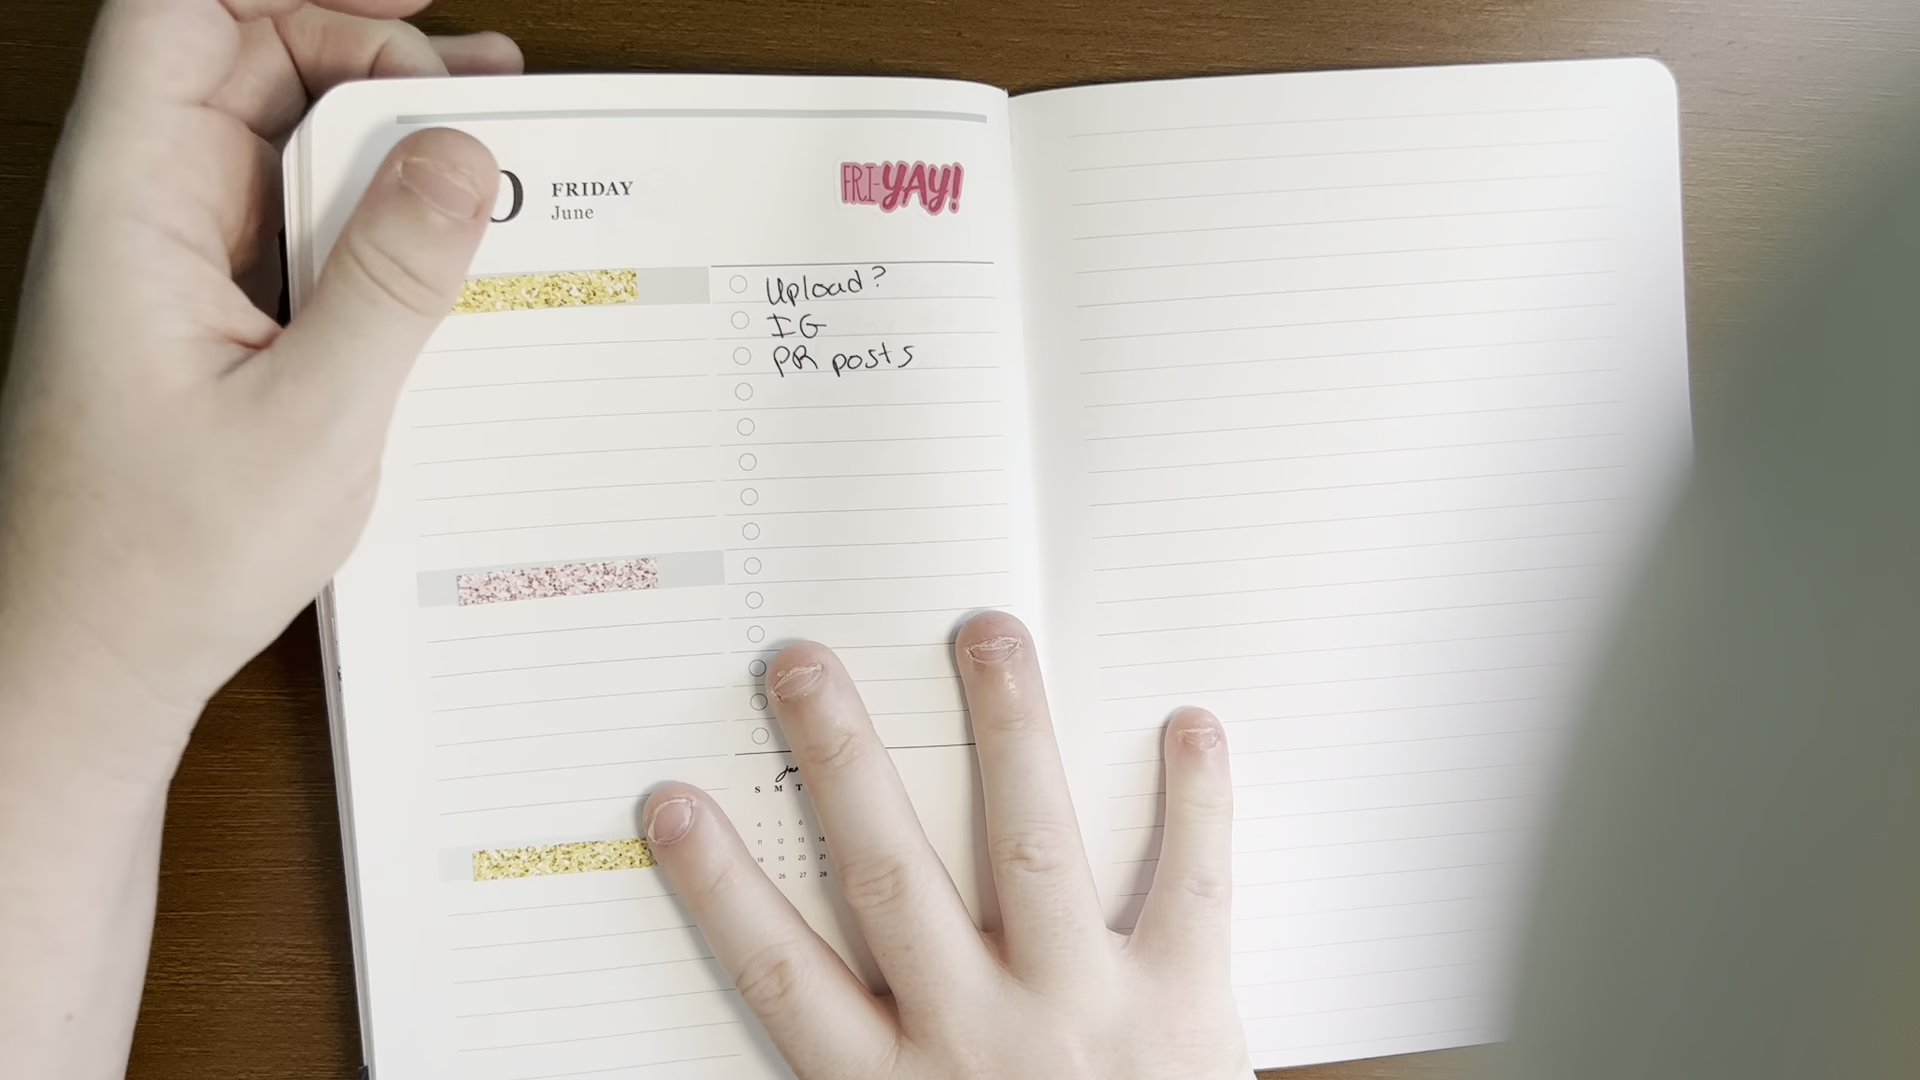 0 FRIDAY
June
FRI-YAY!
Upload?
IG
PR posts
S M T
4 5 6
11 12 13 14
18 19 20 21
26 27 28